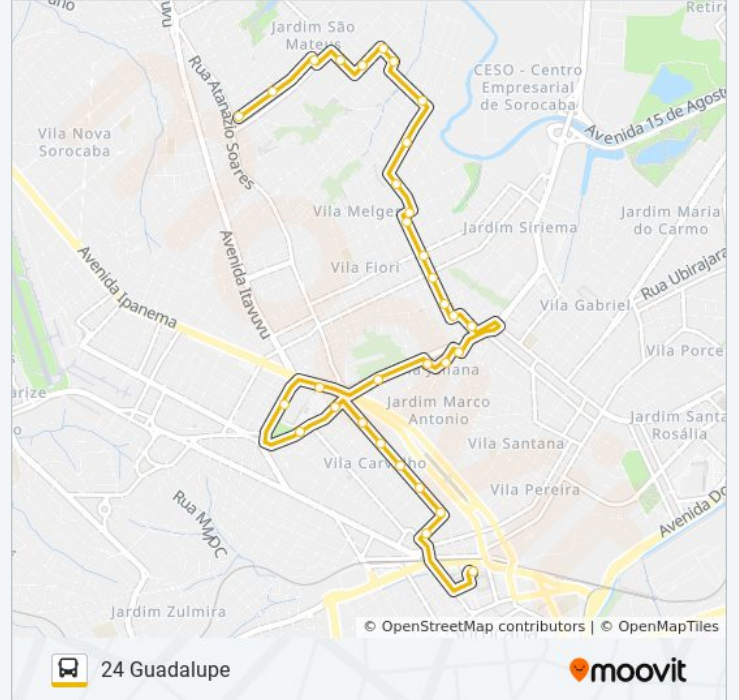 Jardim São
Mateus
Retiro
CESO - Centro
Empresarial
de Sorocaba
Avenida 15 de Agosto
Rua Atanazio Soares
Vila Nova
Sorocaba
Vila Melges
Jardim Siriema
Jardim Maria
do Carmo
Avenida Itavuvu
Avenida Ipanema
Vila Fiori
Rua Ubirajara
Vila Gabriel
Vila Porce
Jardim Marco
Antonio
Jardim Santa
Rosália
Vila Santana
Vila Carvalho
Vila Pereira
Avenida Do
Jardim Zulmira
© OpenStreetMap contributors | © OpenMapTiles
24 Guadalupe
moovit